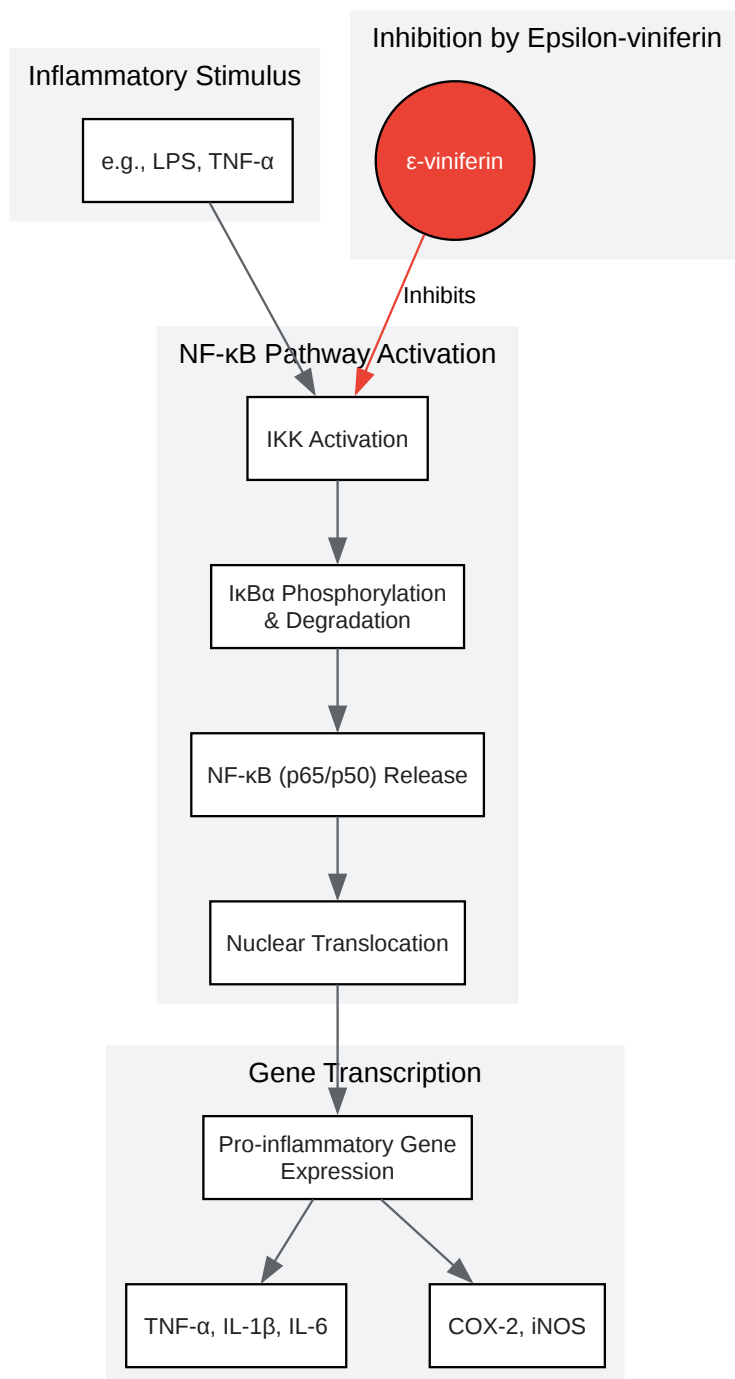 Inflammatory Stimulus
e.g., LPS, TNF-α
Inhibition by Epsilon-viniferin
ε-viniferin
Inhibits
NF-κB Pathway Activation
IKK Activation
IκBα Phosphorylation
& Degradation
NF-κB (p65/p50) Release
Nuclear Translocation
Gene Transcription
Pro-inflammatory Gene
Expression
TNF-α, IL-1β, IL-6
COX-2, iNOS